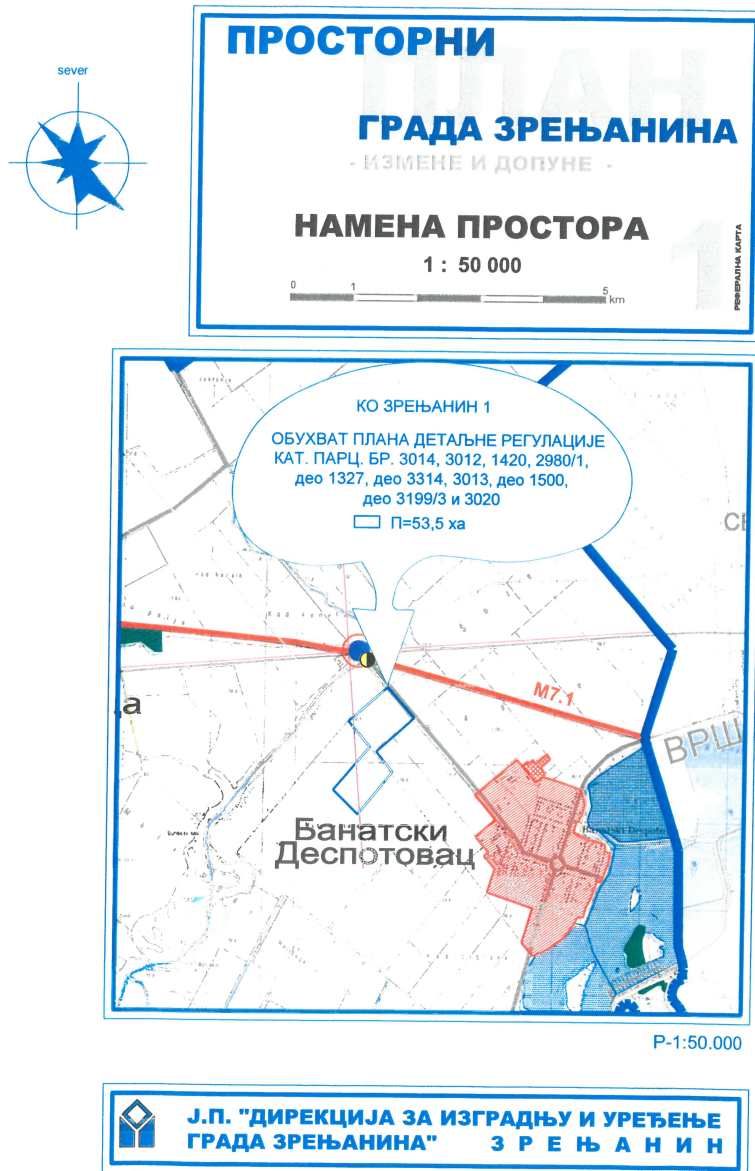 sever
ПРОСТОРНИ
ПЛАН
ГРАДА ЗРЕЊАНИНА
- ИЗМЕНЕ И ДОПУНЕ -
НАМЕНА ПРОСТОРА
1 : 50 000
0 1 5
km
1
РЕФЕРАЛНА КАРТА
КО ЗРЕЊАНИН 1
ОБУХВАТ ПЛАНА ДЕТАЉНЕ РЕГУЛАЦИЈЕ
КАТ. ПАРЦ. БР. 3014, 3012, 1420, 2980/1,
део 1327, део 3314, 3013, део 1500,
део 3199/3 и 3020
П=53,5 ха
M7.1
ВРШ
Банатски
Деспотовац
P-1:50.000
Ј.П. "ДИРЕКЦИЈА ЗА ИЗГРАДЊУ И УРЕЂЕЊЕ
ГРАДА ЗРЕЊАНИНА" З Р Е Њ А Н И Н